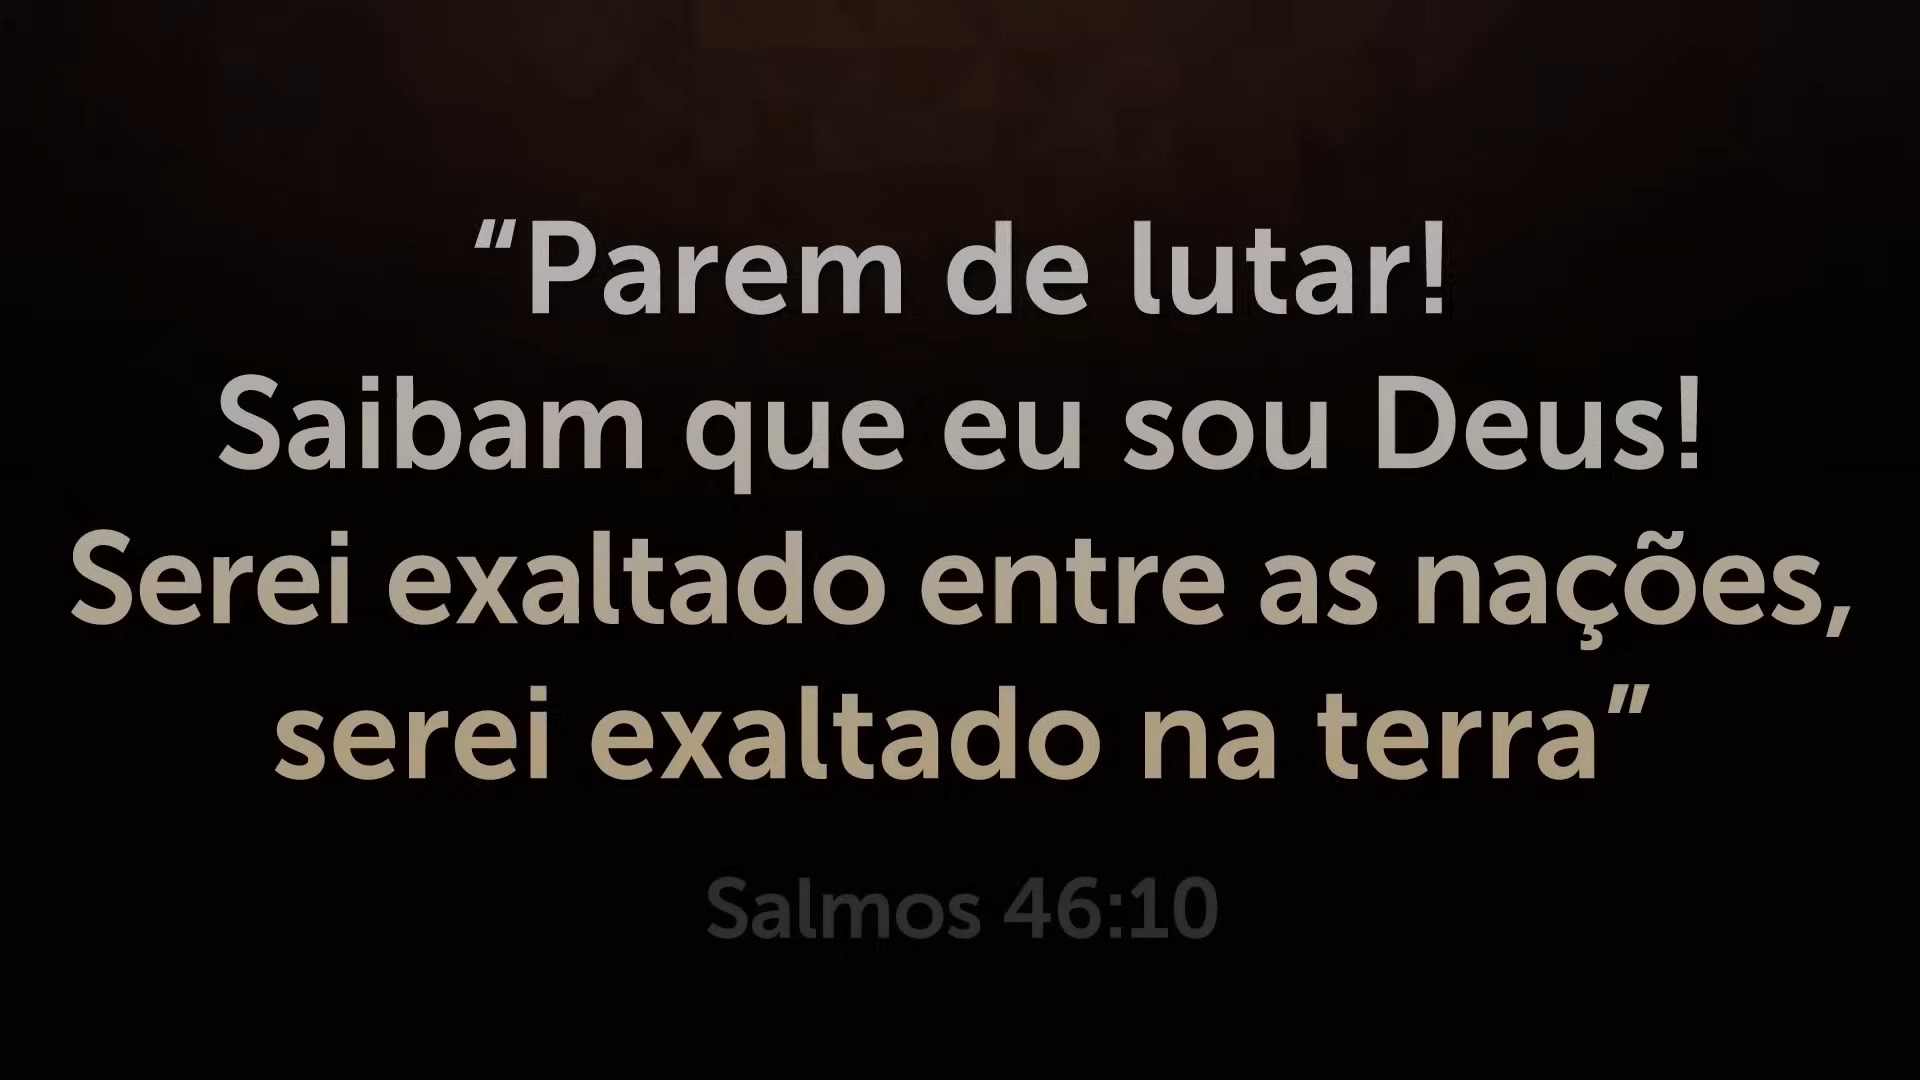 “Parem de lutar!
Saibam que eu sou Deus!
Serei exaltado entre as nações,
serei exaltado na terra”
Salmos 46:10